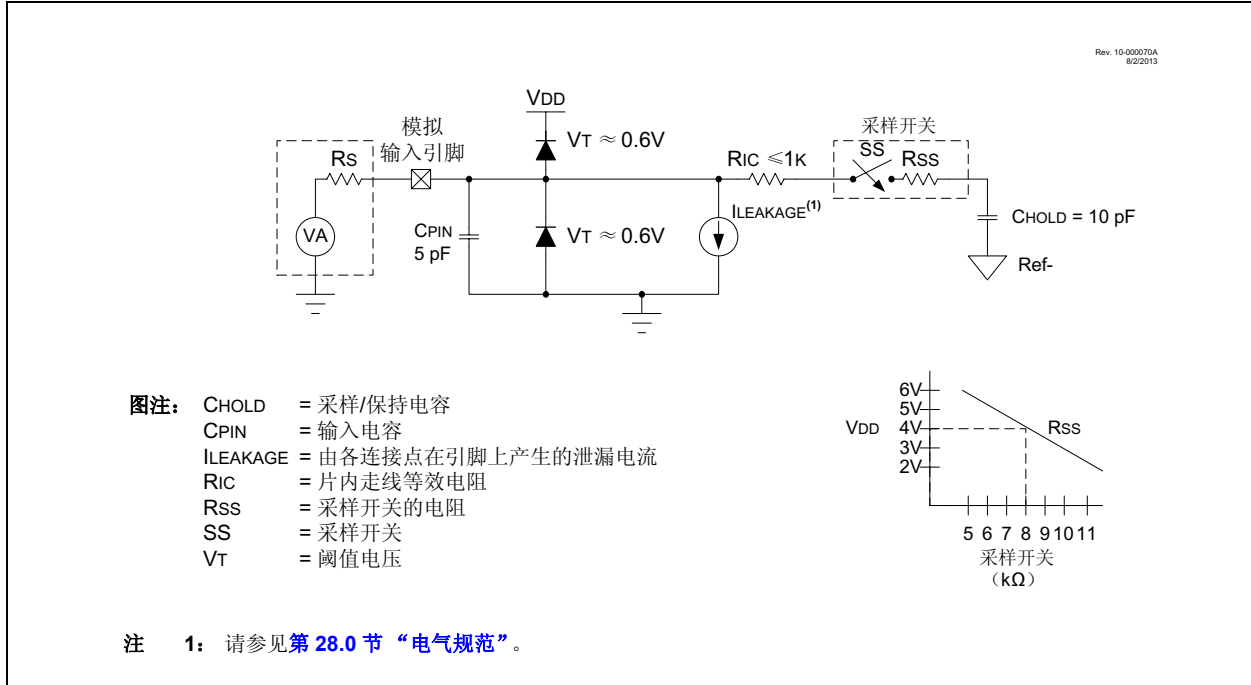 Rev. 10-000070A
8/2/2013
VDD
模拟
输入引脚
采样开关
VT ≈ 0.6V
RS
RIC ≤1K
SS
RSS
ILEAKAGE(1)
VA
CPIN
5 pF
VT ≈ 0.6V
CHOLD = 10 pF
Ref-
图注： CHOLD = 采样/保持电容
CPIN = 输入电容
ILEAKAGE = 由各连接点在引脚上产生的泄漏电流
RIC = 片内走线等效电阻
RSS = 采样开关的电阻
SS = 采样开关
VT = 阈值电压
6V
5V
VDD 4V RSS
3V
2V
5 6 7 8 9 10 11
采样开关
（kΩ）
注 1： 请参见第 28.0 节 “电气规范”。